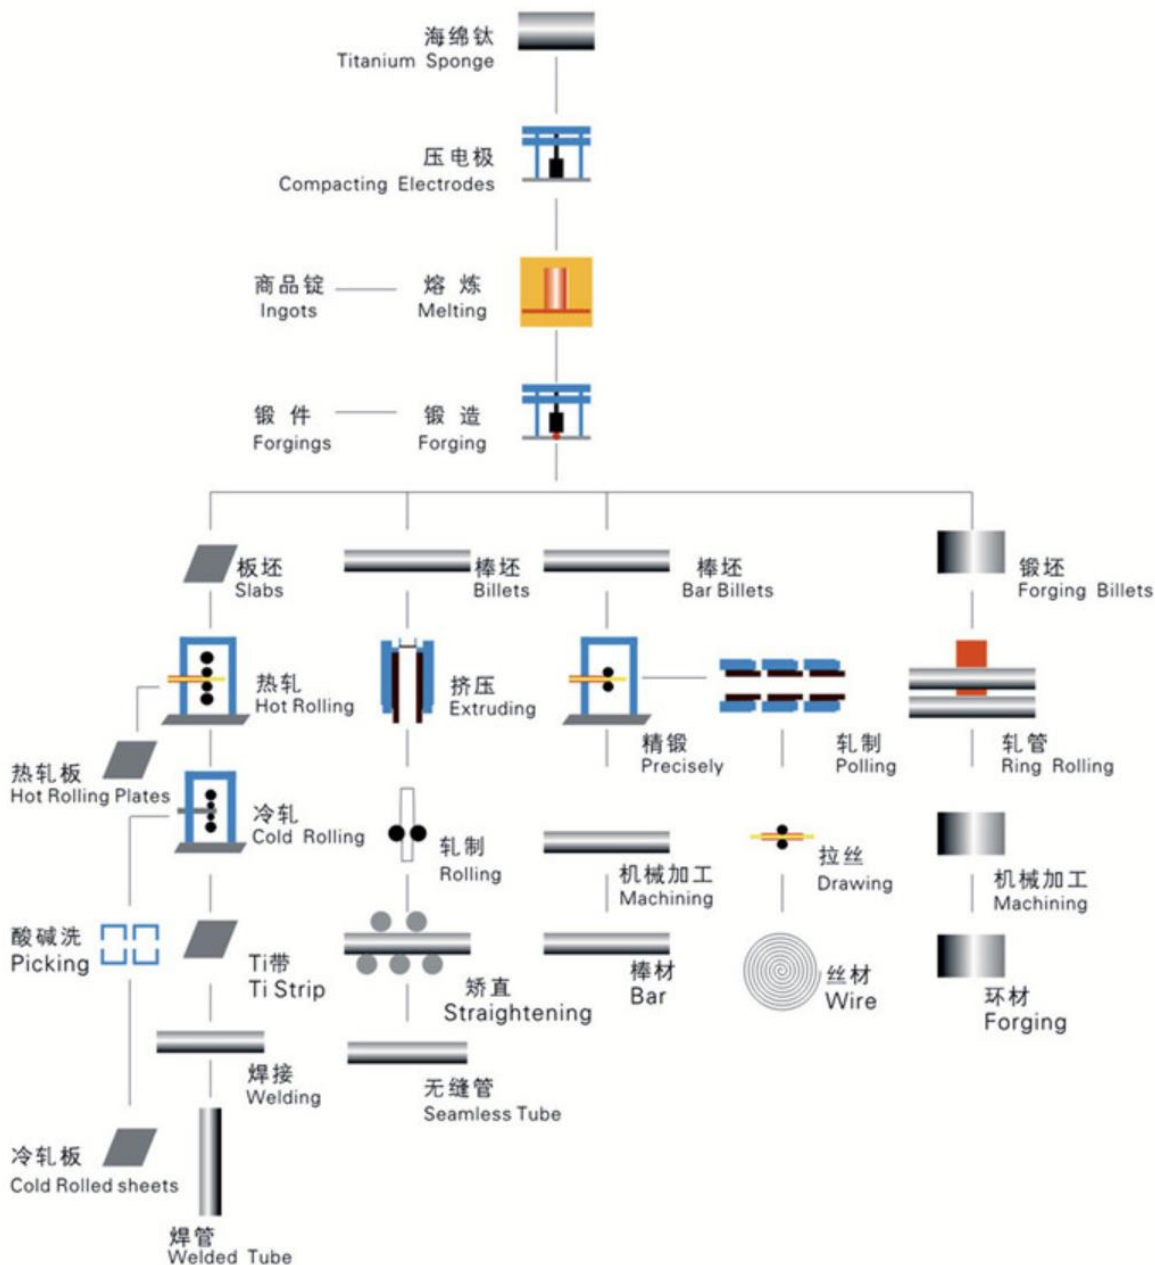 海绵钛
Titanium Sponge
压电极
Compacting Electrodes
商品锭
Ingots
熔 炼
Melting
锻 件
Forgings
锻 造
Forging
板坯
Slabs
棒坯
Billets
棒坯
Bar Billets
锻坯
Forging Billets
热轧
Hot Rolling
挤压
Extruding
精锻
Precisely
轧制
Polling
轧管
Ring Rolling
热轧板
Hot Rolling Plates
冷轧
Cold Rolling
轧制
Rolling
机械加工
Machining
拉丝
Drawing
机械加工
Machining
酸碱洗
Picking
Ti带
Ti Strip
矫直
Straightening
棒材
Bar
丝材
Wire
环材
Forging
焊接
Welding
无缝管
Seamless Tube
冷轧板
Cold Rolled sheets
焊管
Welded Tube